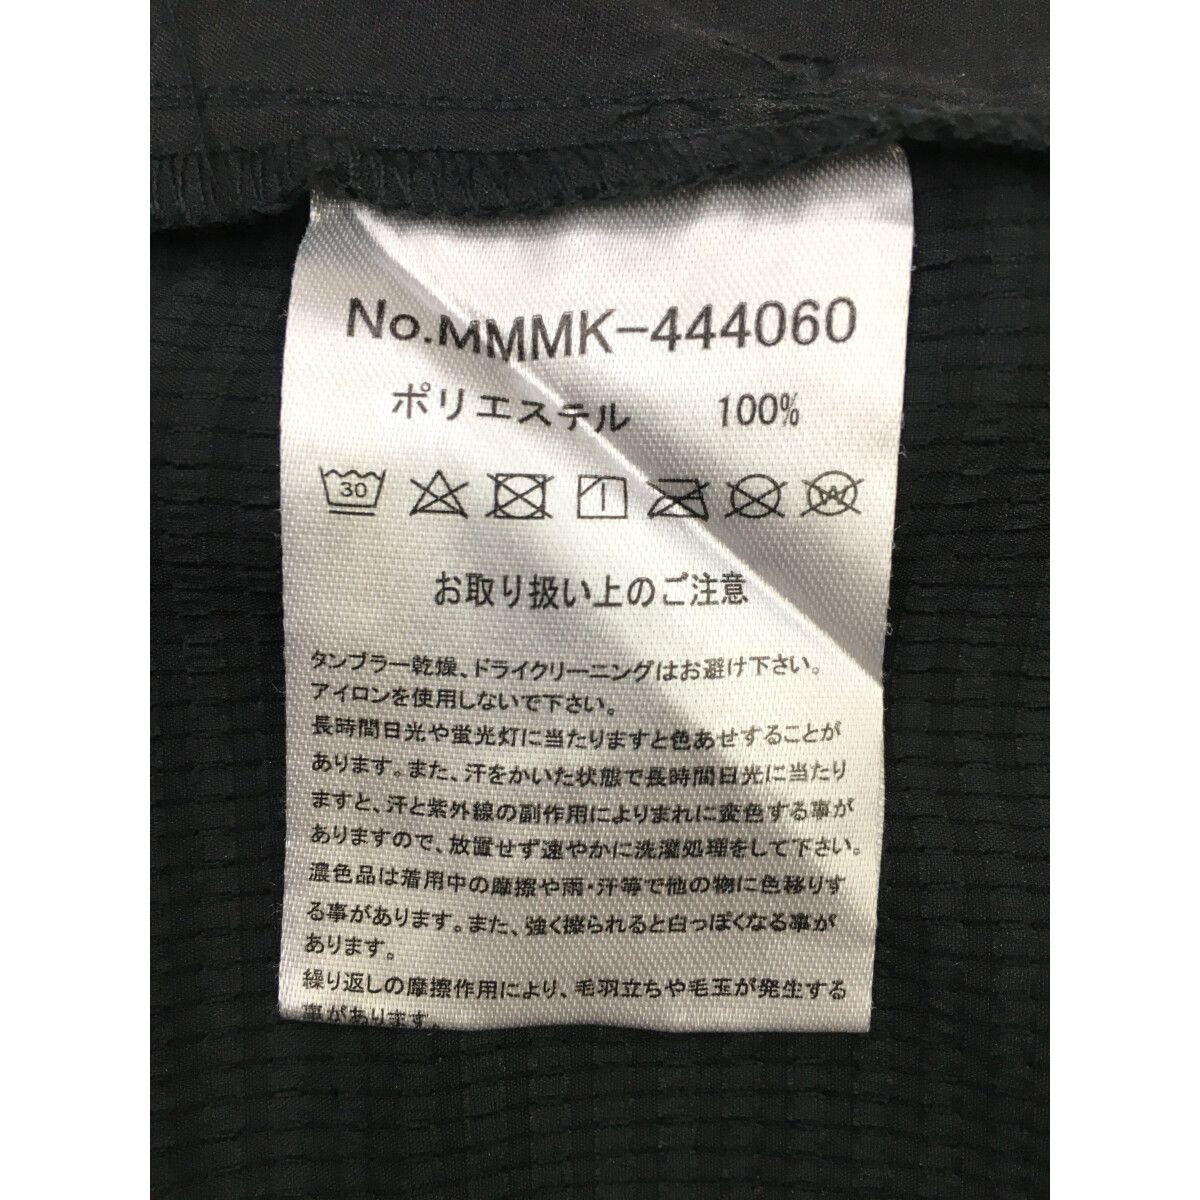 No.MMMK-444060
ポリエステル 100%
30 W
お取り扱い上のご注意
タンブラー乾燥、ドライクリーニングはお避け下さい。
アイロンを使用しないで下さい。
長時間日光や蛍光灯に当たりますと色あせすることが
あります。また、汗をかいた状態で長時間日光に当たり
ますと、汗と紫外線の副作用によりまれに変色する事が
ありますので、放置せず速やかに洗濯処理をして下さい。
濃色品は着用中の摩擦や雨・汗等で他の物に色移りす
る事があります。また、強く擦られると白っぽくなる事が
あります。
繰り返しの摩擦作用により、毛羽立ちや毛玉が発生する
事があります。